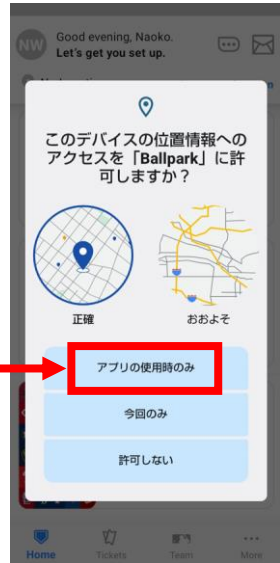 NW
Good evening, Naoko.
Let's get you set up.
このデバイスの位置情報への
アクセスを「Ballpark」に許
可しますか？
正確
おおよそ
アプリの使用時のみ
今回のみ
許可しない
Home
Tickets
Team
More